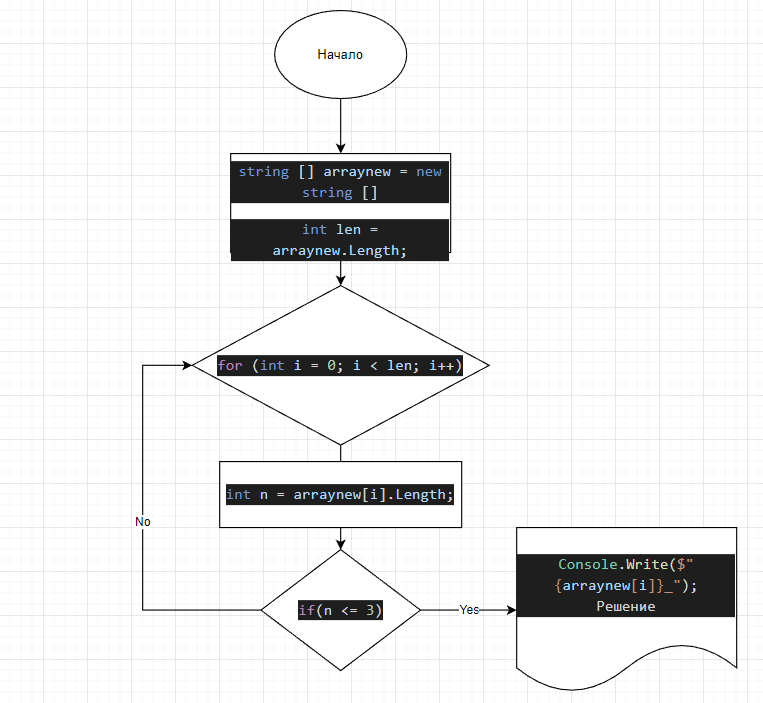 Начало
string [] arraynew = new
string []
int len =
arraynew.Length;
for (int i = 0; i < len; i++)
int n = arraynew[i].Length;
No
if(n <= 3)
Yes
Console.Write($"
{arraynew[i]}_");
Решение